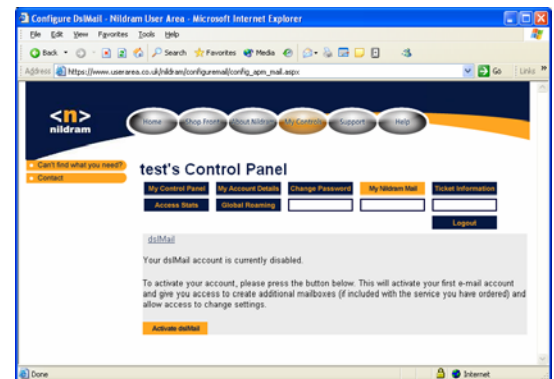 Configure DslMail - Nildram User Area - Microsoft Internet Explorer
File Edit View Favorites Tools Help
Back Search Favorites Media
Address https://www.userarea.co.uk/nildram/configuremail/config_apm_mail.aspx Go Links »
<n>
nildram
Home Shop Front About Nildram My Controls Support Help
Can't find what you need?
Contact
test's Control Panel
My Control Panel My Account Details Change Password My Nildram Mail Ticket Information
Access Stats Global Roaming
Logout
dslMail
Your dslMail account is currently disabled.
To activate your account, please press the button below. This will activate your first e-mail account
and give you access to create additional mailboxes (if included with the service you have ordered) and
allow access to change settings.
Activate dslMail
Done Internet